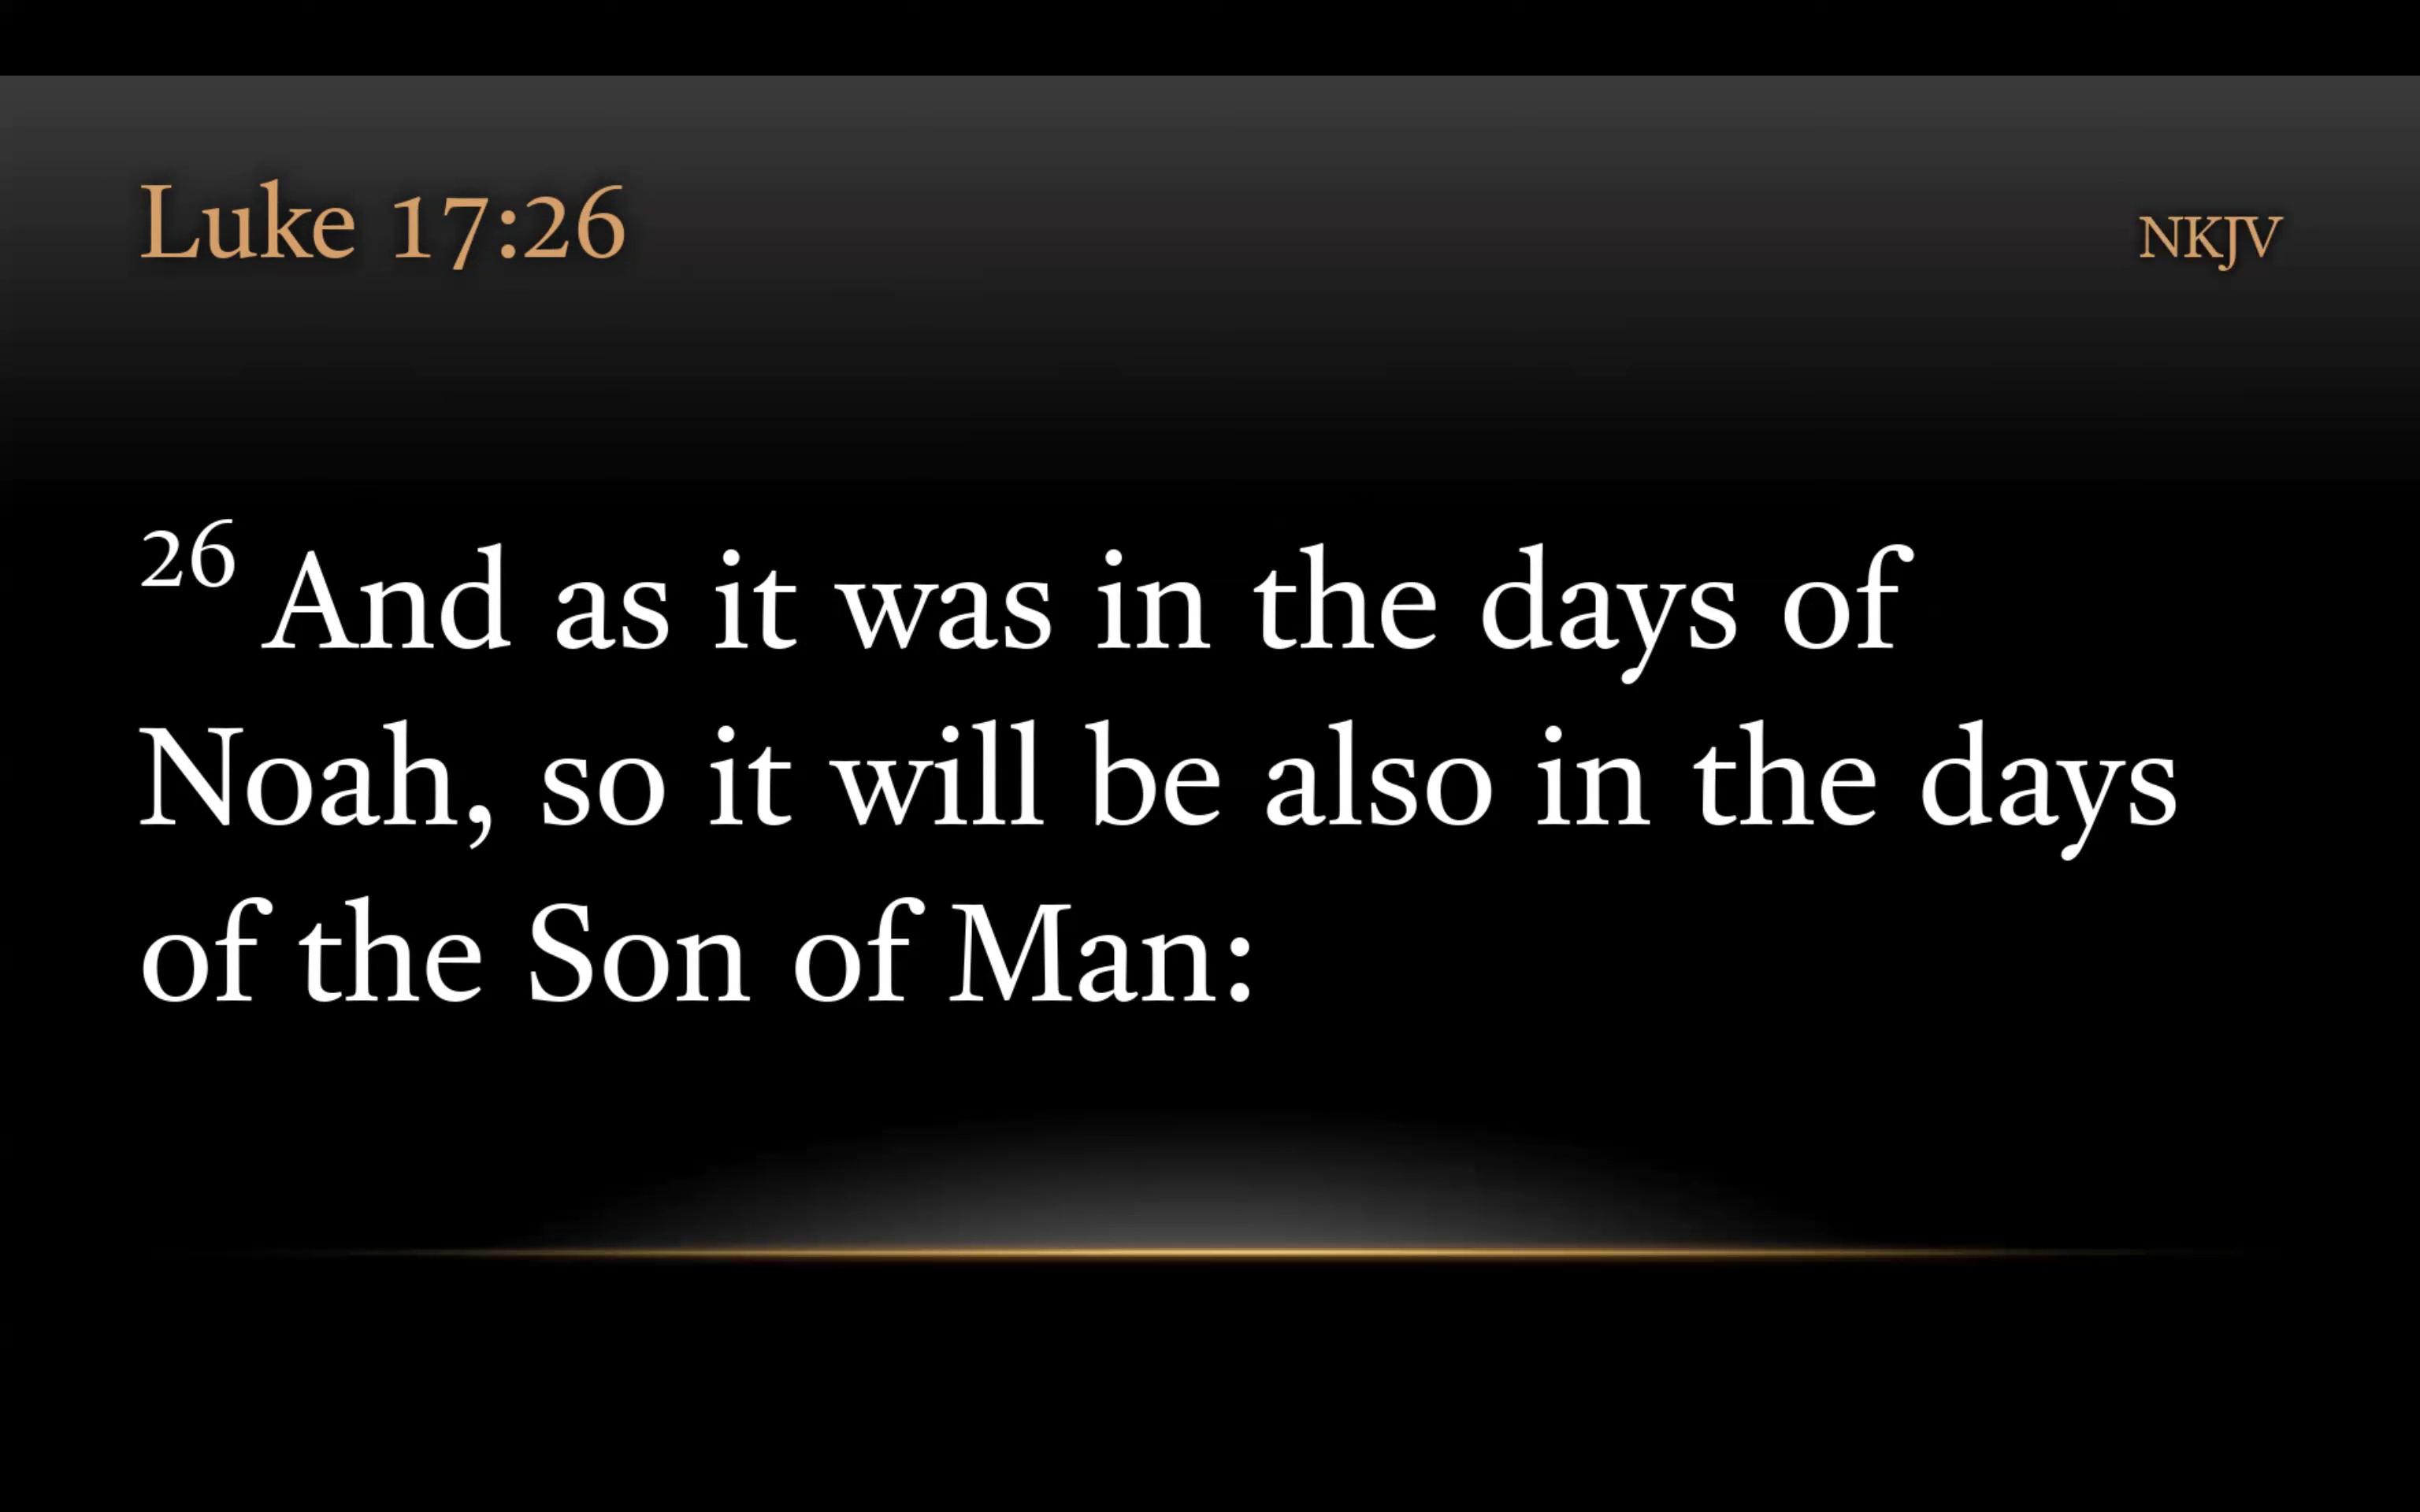 Luke 17:26
NKJV
26 And as it was in the days of
Noah, so it will be also in the days
of the Son of Man: